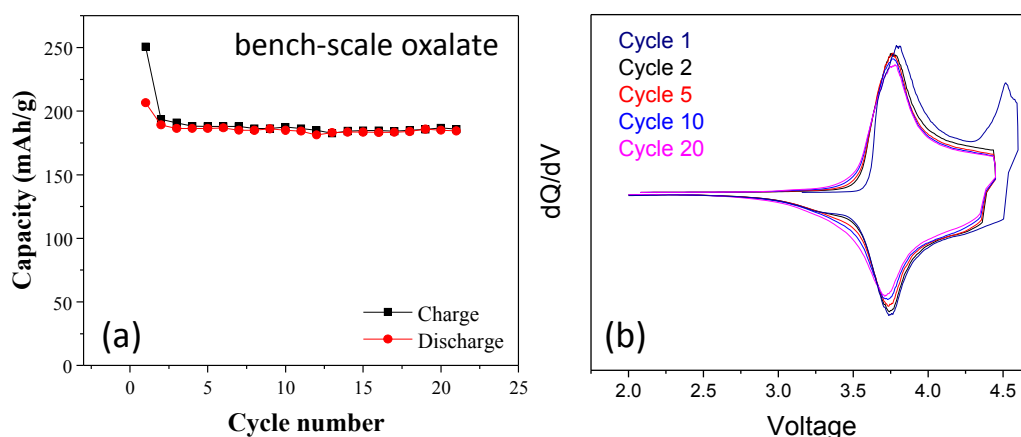 bench-scale oxalate
250
200
150
100
50
0
Capacity (mAh/g)
(a)
Charge
Discharge
0 5 10 15 20 25
Cycle number
Cycle 1
Cycle 2
Cycle 5
Cycle 10
Cycle 20
dQ/dV
(b)
2.0 2.5 3.0 3.5 4.0 4.5
Voltage